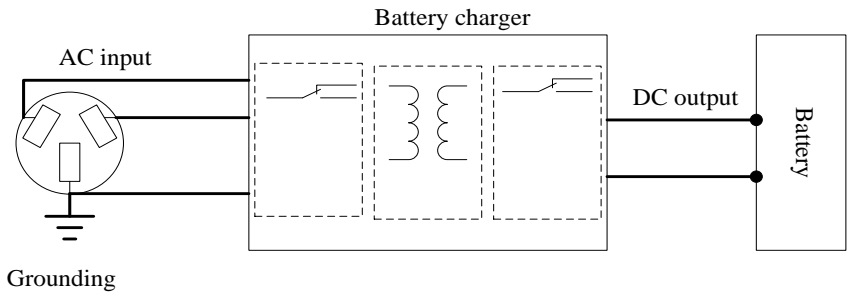 Battery charger
AC input
DC output
Battery
Grounding